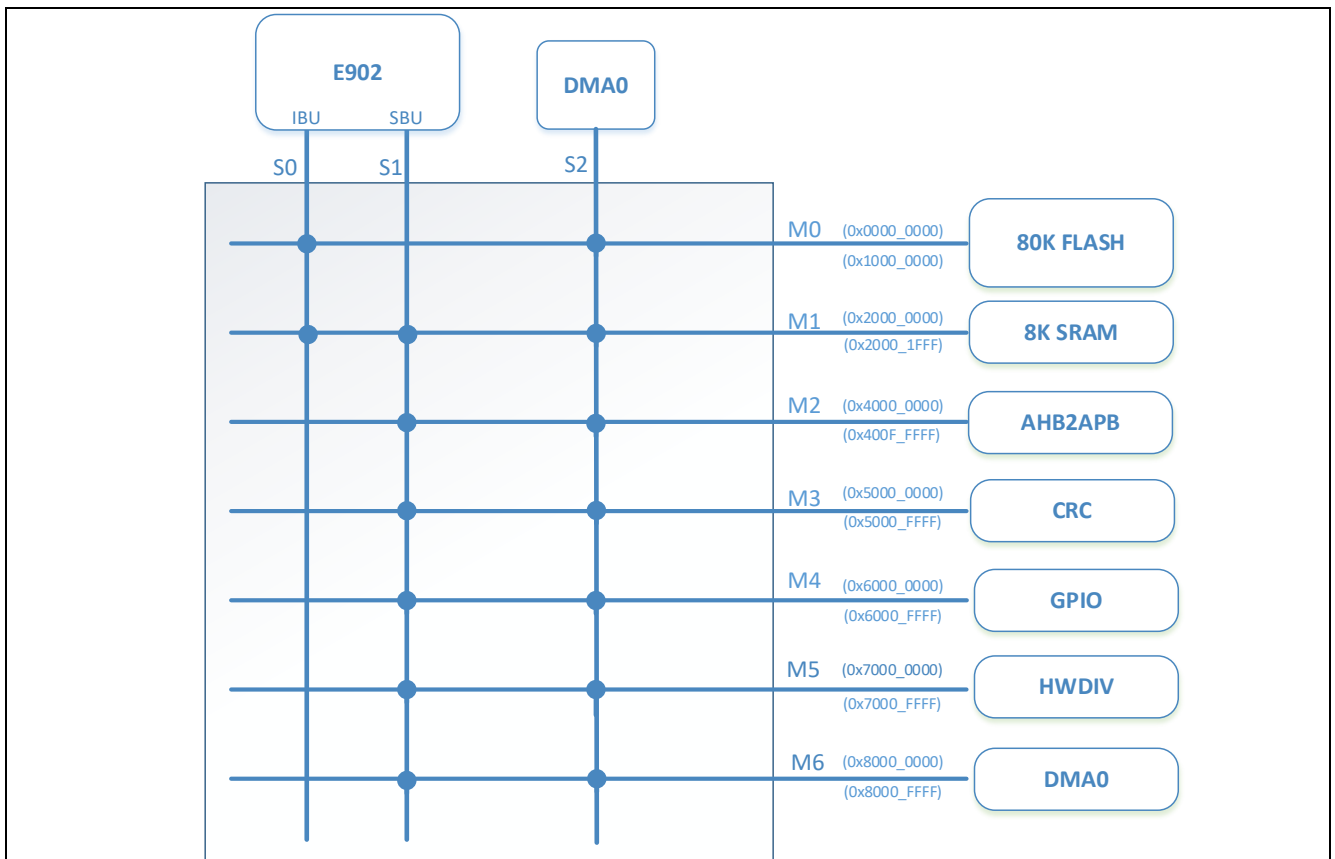 E902
IBU SBU
DMA0
S0 S1 S2
M0 (0x0000_0000)
(0x1000_0000)
80K FLASH
M1 (0x2000_0000)
(0x2000_1FFF)
8K SRAM
M2 (0x4000_0000)
(0x400F_FFFF)
AHB2APB
M3 (0x5000_0000)
(0x5000_FFFF)
CRC
M4 (0x6000_0000)
(0x6000_FFFF)
GPIO
M5 (0x7000_0000)
(0x7000_FFFF)
HWDIV
M6 (0x8000_0000)
(0x8000_FFFF)
DMA0